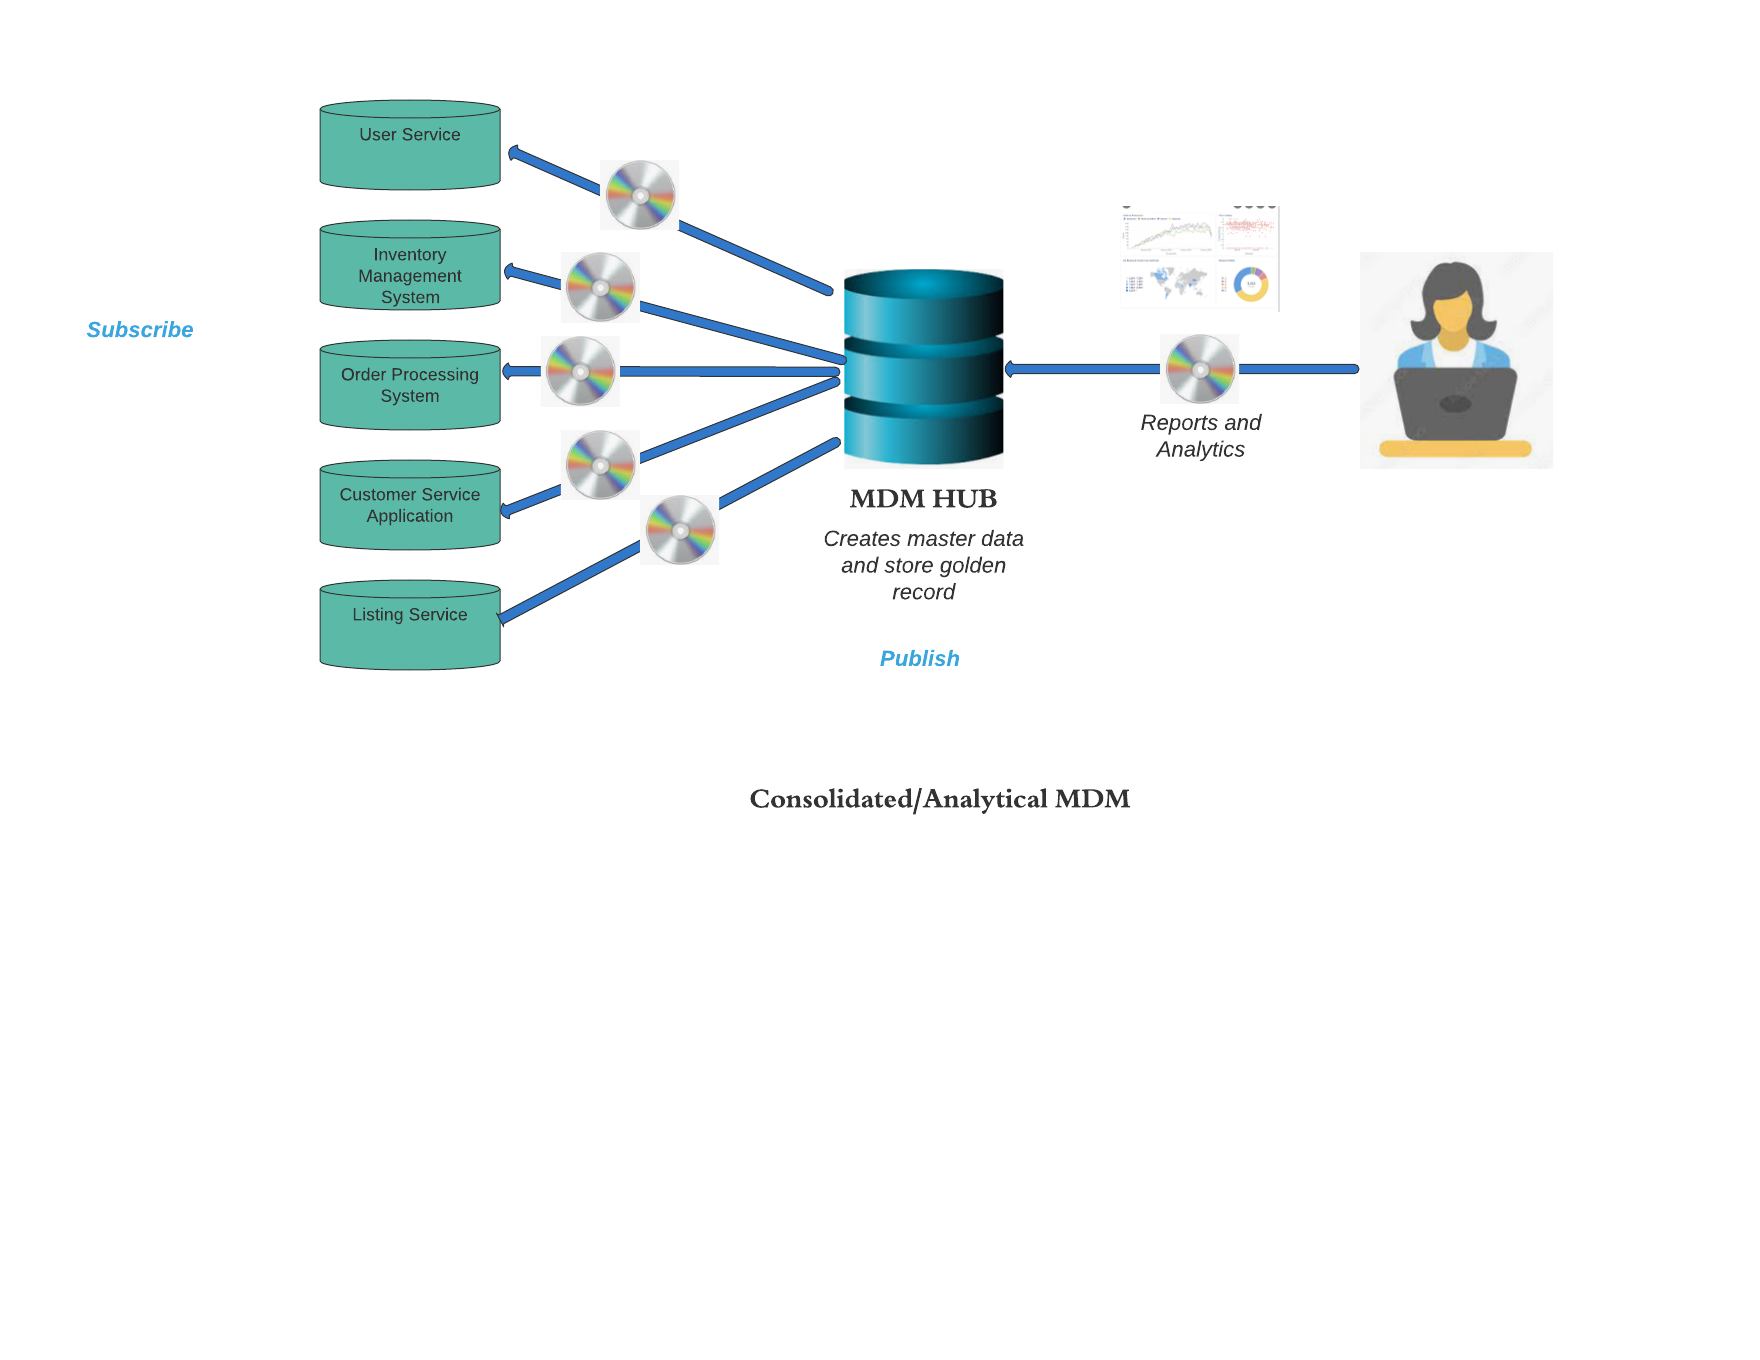 User Service
Inventory
Management
System
Subscribe
Order Processing
System
Customer Service
Application
Listing Service
MDM HUB
Creates master data
and store golden
record
Publish
Reports and
Analytics
Consolidated/Analytical MDM